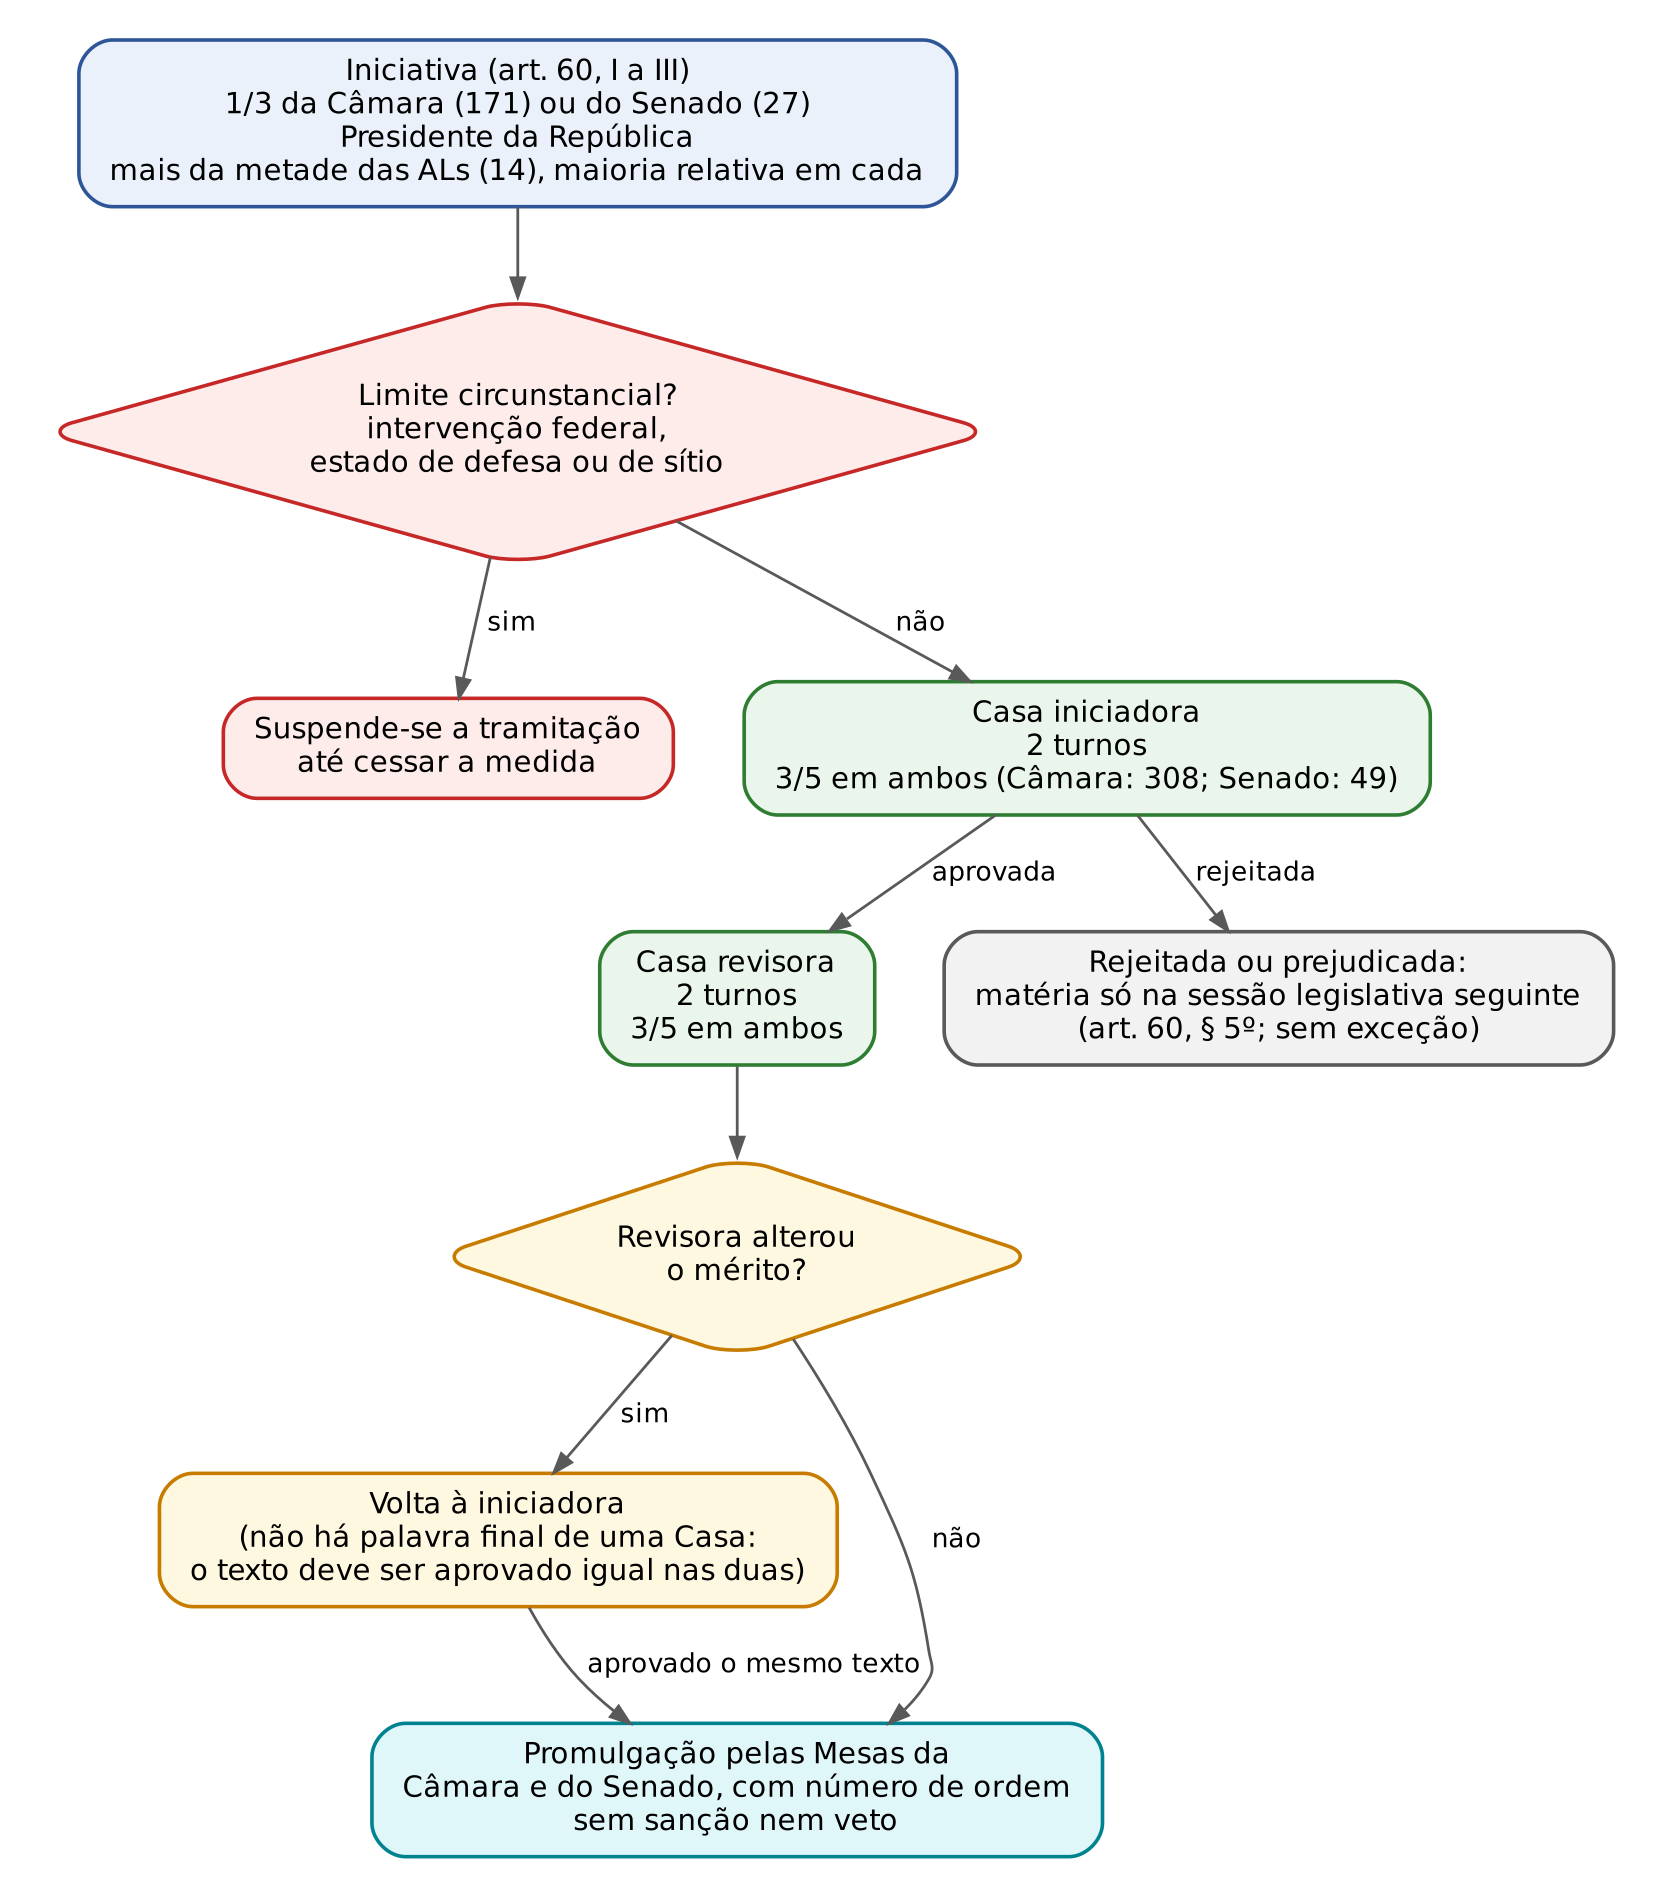 Iniciativa (art. 60, I a III)
1/3 da Câmara (171) ou do Senado (27)
Presidente da República
mais da metade das ALs (14), maioria relativa em cada
Limite circunstancial?
intervenção federal,
estado de defesa ou de sítio
sim
não
Suspende-se a tramitação
até cessar a medida
Casa iniciadora
2 turnos
3/5 em ambos (Câmara: 308; Senado: 49)
aprovada
rejeitada
Casa revisora
2 turnos
3/5 em ambos
Rejeitada ou prejudicada:
matéria só na sessão legislativa seguinte
(art. 60, § 5º; sem exceção)
Revisora alterou
o mérito?
sim
não
Volta à iniciadora
(não há palavra final de uma Casa:
o texto deve ser aprovado igual nas duas)
aprovado o mesmo texto
Promulgação pelas Mesas da
Câmara e do Senado, com número de ordem
sem sanção nem veto